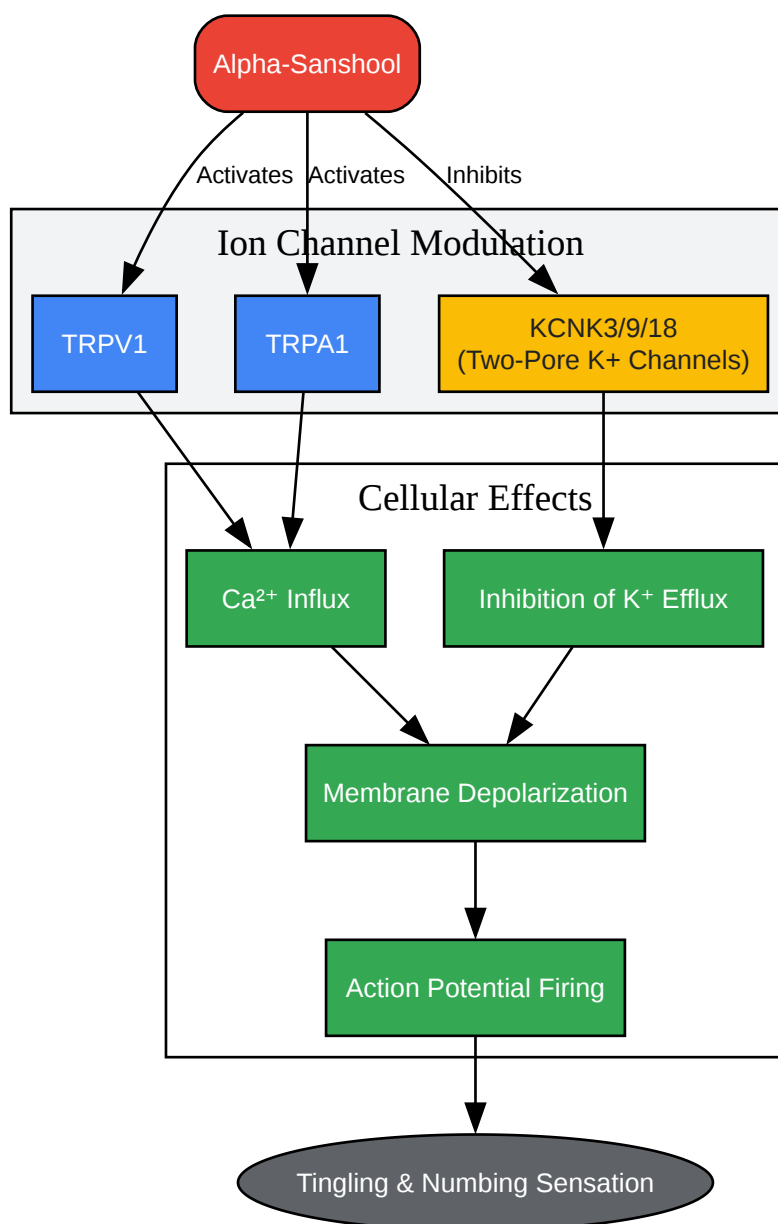 Alpha-Sanshool
Activates
Activates
Inhibits
Ion Channel Modulation
TRPV1
TRPA1
KCNK3/9/18
(Two-Pore K+ Channels)
Cellular Effects
Ca²⁺ Influx
Inhibition of K⁺ Efflux
Membrane Depolarization
Action Potential Firing
Tingling & Numbing Sensation